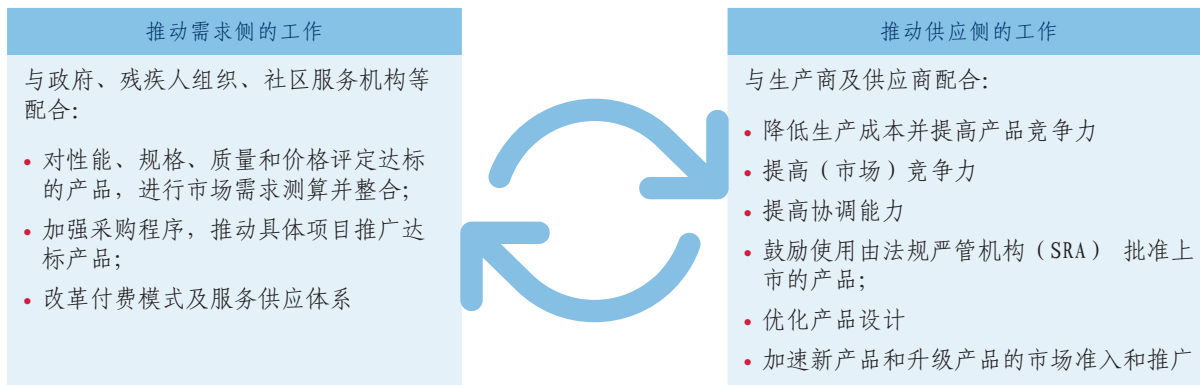 推动需求侧的工作
与政府、残疾人组织、社区服务机构等
配合：
• 对性能、规格、质量和价格评定达标
的产品，进行市场需求测算并整合；
• 加强采购程序，推动具体项目推广达
标产品；
• 改革付费模式及服务供应体系
推动供应侧的工作
与生产商及供应商配合：
• 降低生产成本并提高产品竞争力
• 提高（市场）竞争力
• 提高协调能力
• 鼓励使用由法规严管机构（SRA） 批准上
市的产品；
• 优化产品设计
• 加速新产品和升级产品的市场准入和推广